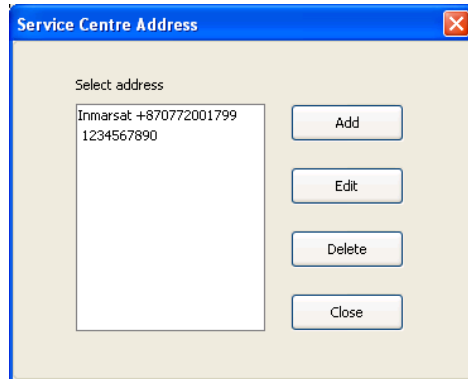 Service Centre Address
Select address
Inmarsat +870772001799
1234567890
Add
Edit
Delete
Close